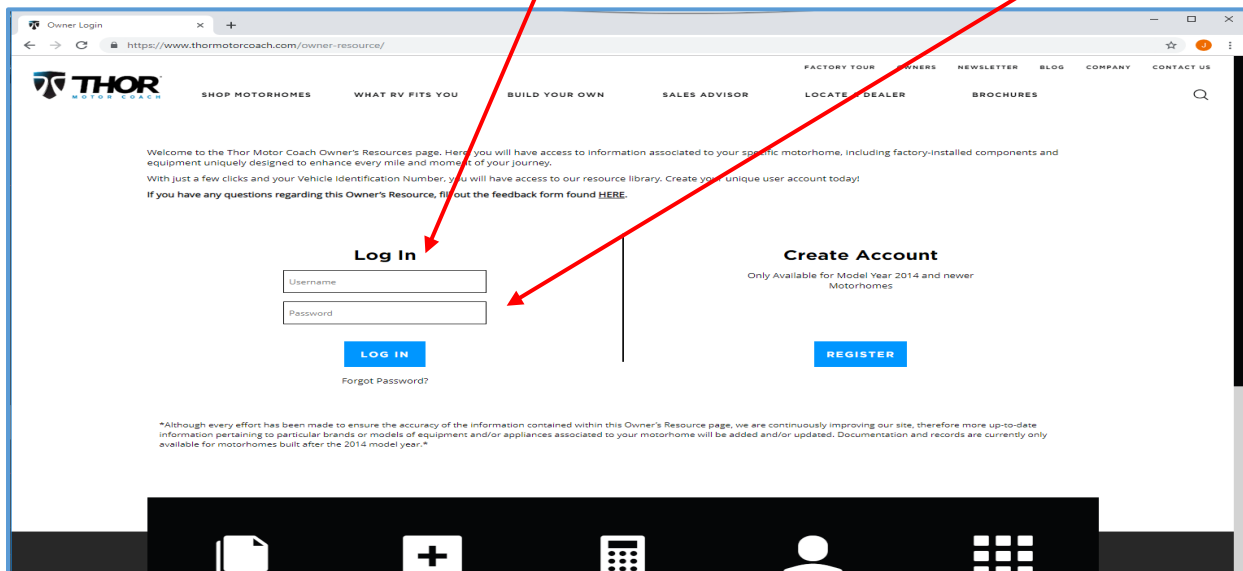 Owner Login
https://www.thormotorcoach.com/owner-resource/
J
FACTORY TOUR OWNERS NEWSLETTER BLOG COMPANY CONTACT US
THOR
MOTOR COACH
SHOP MOTORHOMES WHAT RV FITS YOU BUILD YOUR OWN SALES ADVISOR LOCATE A DEALER BROCHURES
Welcome to the Thor Motor Coach Owner's Resources page. Here, you will have access to information associated to your specific motorhome, including factory-installed components and
equipment uniquely designed to enhance every mile and moment of your journey.
With just a few clicks and your Vehicle Identification Number, you will have access to our resource library. Create your unique user account today!
If you have any questions regarding this Owner's Resource, fill out the feedback form found HERE.
Log In
Username
Password
LOG IN
Forgot Password?
Create Account
Only Available for Model Year 2014 and newer
Motorhomes
REGISTER
*Although every effort has been made to ensure the accuracy of the information contained within this Owner's Resource page, we are continuously improving our site, therefore more up-to-date
information pertaining to particular brands or models of equipment and/or appliances associated to your motorhome will be added and/or updated. Documentation and records are currently only
available for motorhomes built after the 2014 model year.*